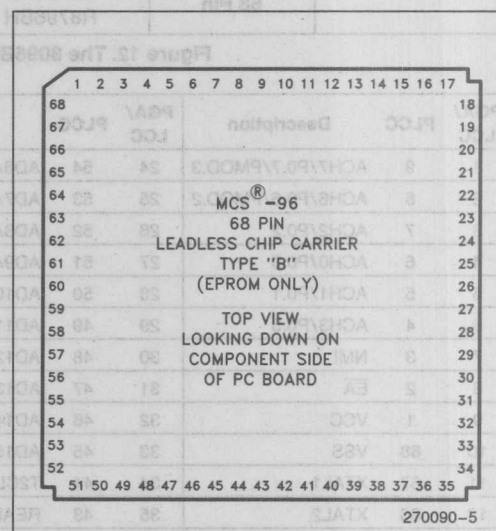 1 2 3 4 5 6 7 8 9 10 11 12 13 14 15 16 17
68 18
67 19
66 20
65 21
64 22
63 23
62 24
61 25
60 26
59 27
58 28
57 29
56 30
55 31
54 32
53 33
52 34
MCS®-96
68 PIN
LEADLESS CHIP CARRIER
TYPE "B"
(EPROM ONLY)
TOP VIEW
LOOKING DOWN ON
COMPONENT SIDE
OF PC BOARD
51 50 49 48 47 46 45 44 43 42 41 40 39 38 37 36 35
270090-5